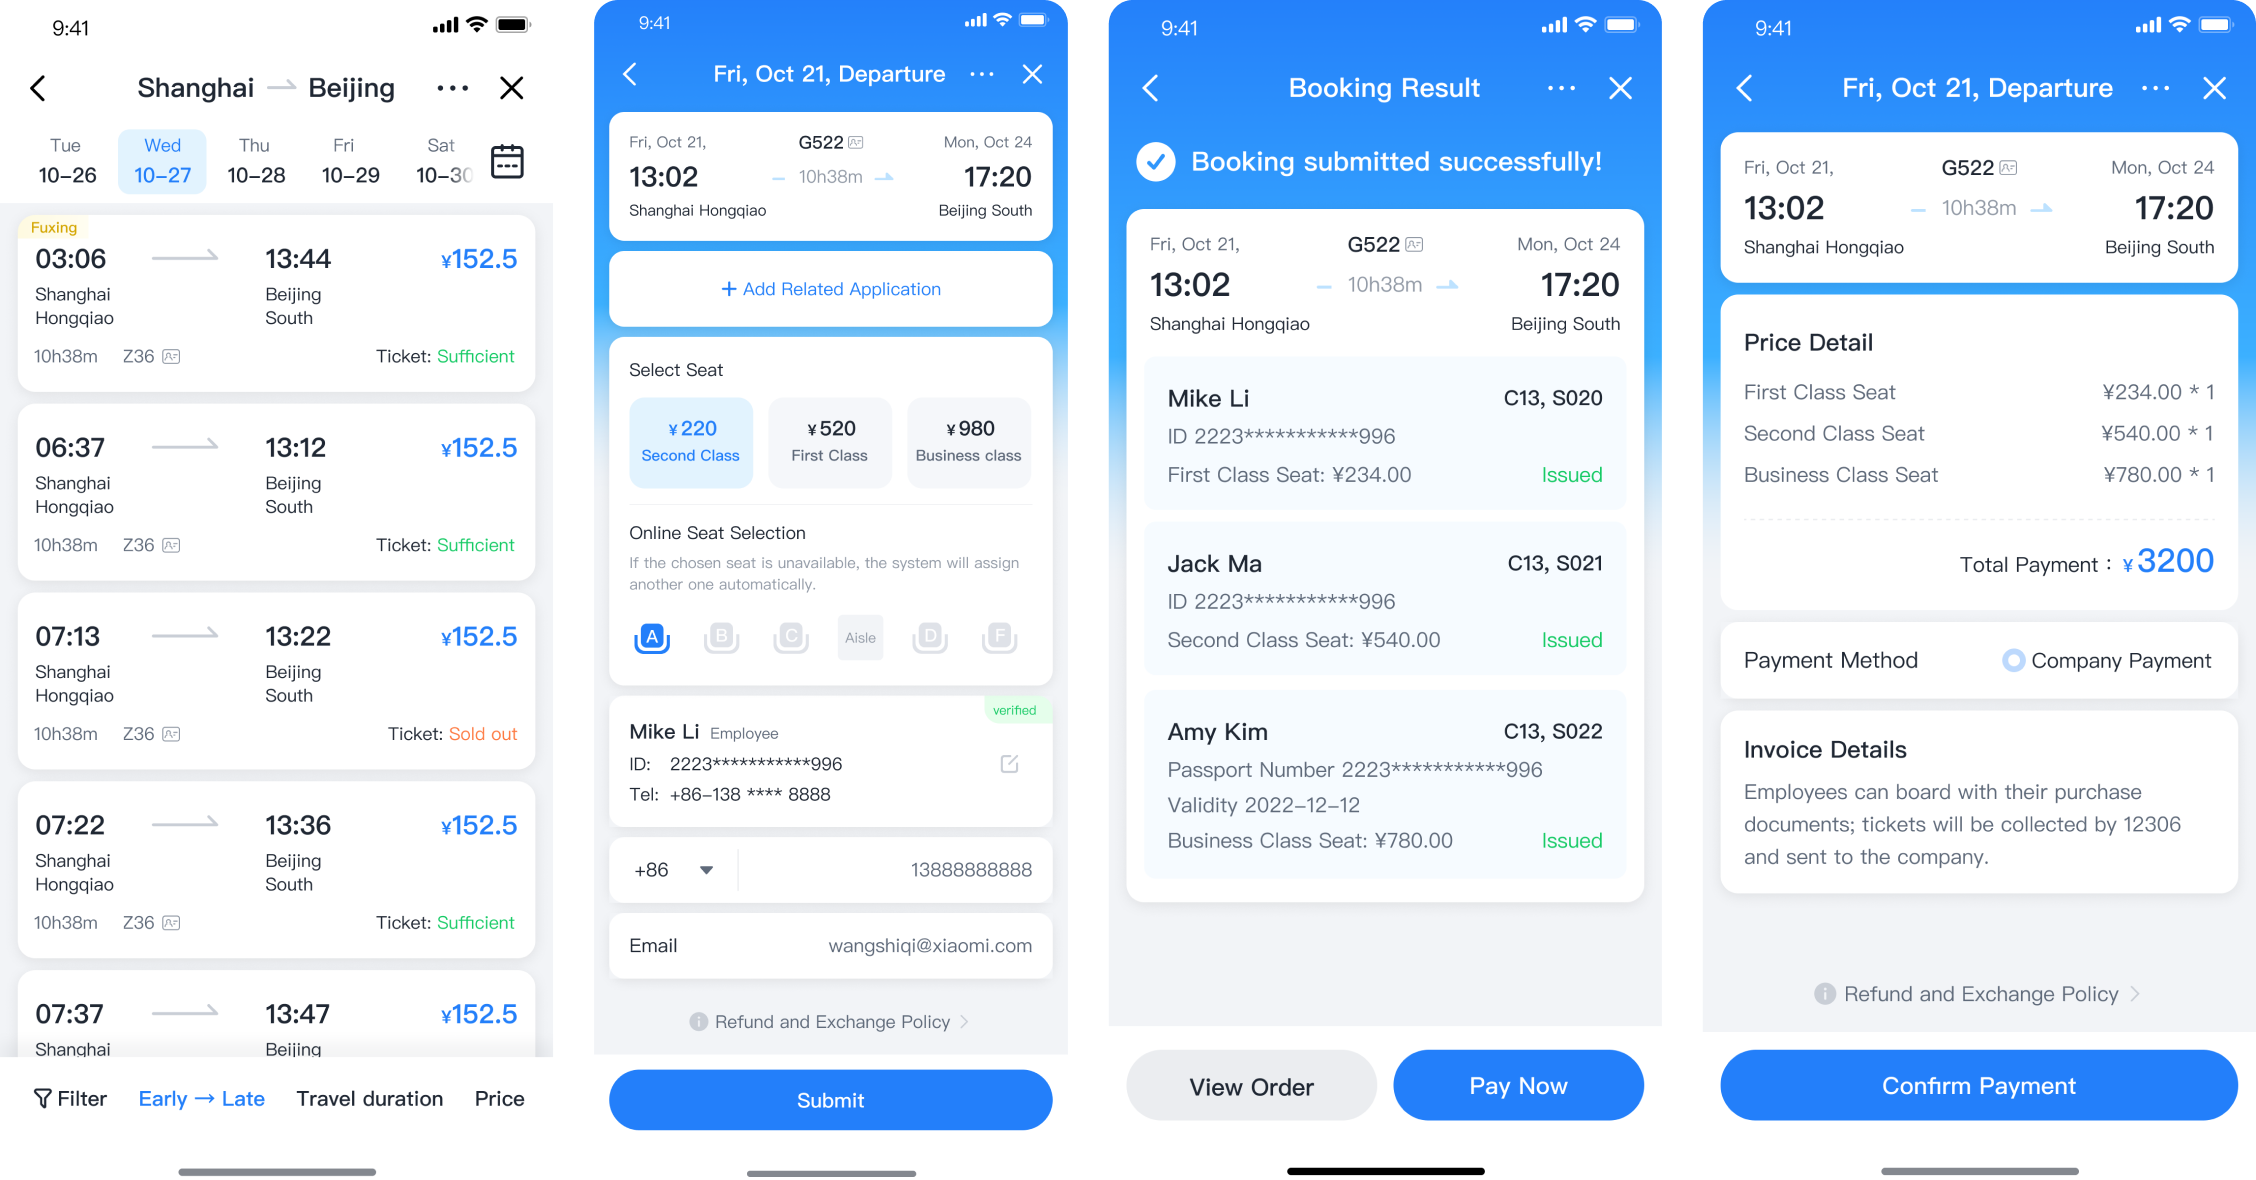 9:41
Shanghai Beijing
Tue Wed Thu Fri Sat
10-26 10-27 10-28 10-29 10-30
Fuxing
03:06 13:44 ¥152.5
Shanghai Beijing
Hongqiao South
10h38m Z36 Ticket: Sufficient
06:37 13:12 ¥152.5
Shanghai Beijing
Hongqiao South
10h38m Z36 Ticket: Sufficient
07:13 13:22 ¥152.5
Shanghai Beijing
Hongqiao South
10h38m Z36 Ticket: Sold out
07:22 13:36 ¥152.5
Shanghai Beijing
Hongqiao South
10h38m Z36 Ticket: Sufficient
07:37 13:47 ¥152.5
Shanghai Beijing
Filter Early → Late Travel duration Price
9:41
Fri, Oct 21, Departure
Fri, Oct 21, G522 Mon, Oct 24
13:02 10h38m 17:20
Shanghai Hongqiao Beijing South
+ Add Related Application
Select Seat
¥220 ¥520 ¥980
Second Class First Class Business class
Online Seat Selection
If the chosen seat is unavailable, the system will assign
another one automatically.
A B C Aisle D F
verified
Mike Li Employee
ID: 2223***********996
Tel: +86-138 **** 8888
+86 13888888888
Email wangshiqi@xiaomi.com
Refund and Exchange Policy
Submit
9:41
Booking Result
Booking submitted successfully!
Fri, Oct 21, G522 Mon, Oct 24
13:02 10h38m 17:20
Shanghai Hongqiao Beijing South
Mike Li C13, S020
ID 2223***********996
First Class Seat: ¥234.00 Issued
Jack Ma C13, S021
ID 2223***********996
Second Class Seat: ¥540.00 Issued
Amy Kim C13, S022
Passport Number 2223***********996
Validity 2022-12-12
Business Class Seat: ¥780.00 Issued
View Order Pay Now
9:41
Fri, Oct 21, Departure
Fri, Oct 21, G522 Mon, Oct 24
13:02 10h38m 17:20
Shanghai Hongqiao Beijing South
Price Detail
First Class Seat ¥234.00 * 1
Second Class Seat ¥540.00 * 1
Business Class Seat ¥780.00 * 1
Total Payment : ¥3200
Payment Method Company Payment
Invoice Details
Employees can board with their purchase
documents; tickets will be collected by 12306
and sent to the company.
Refund and Exchange Policy
Confirm Payment